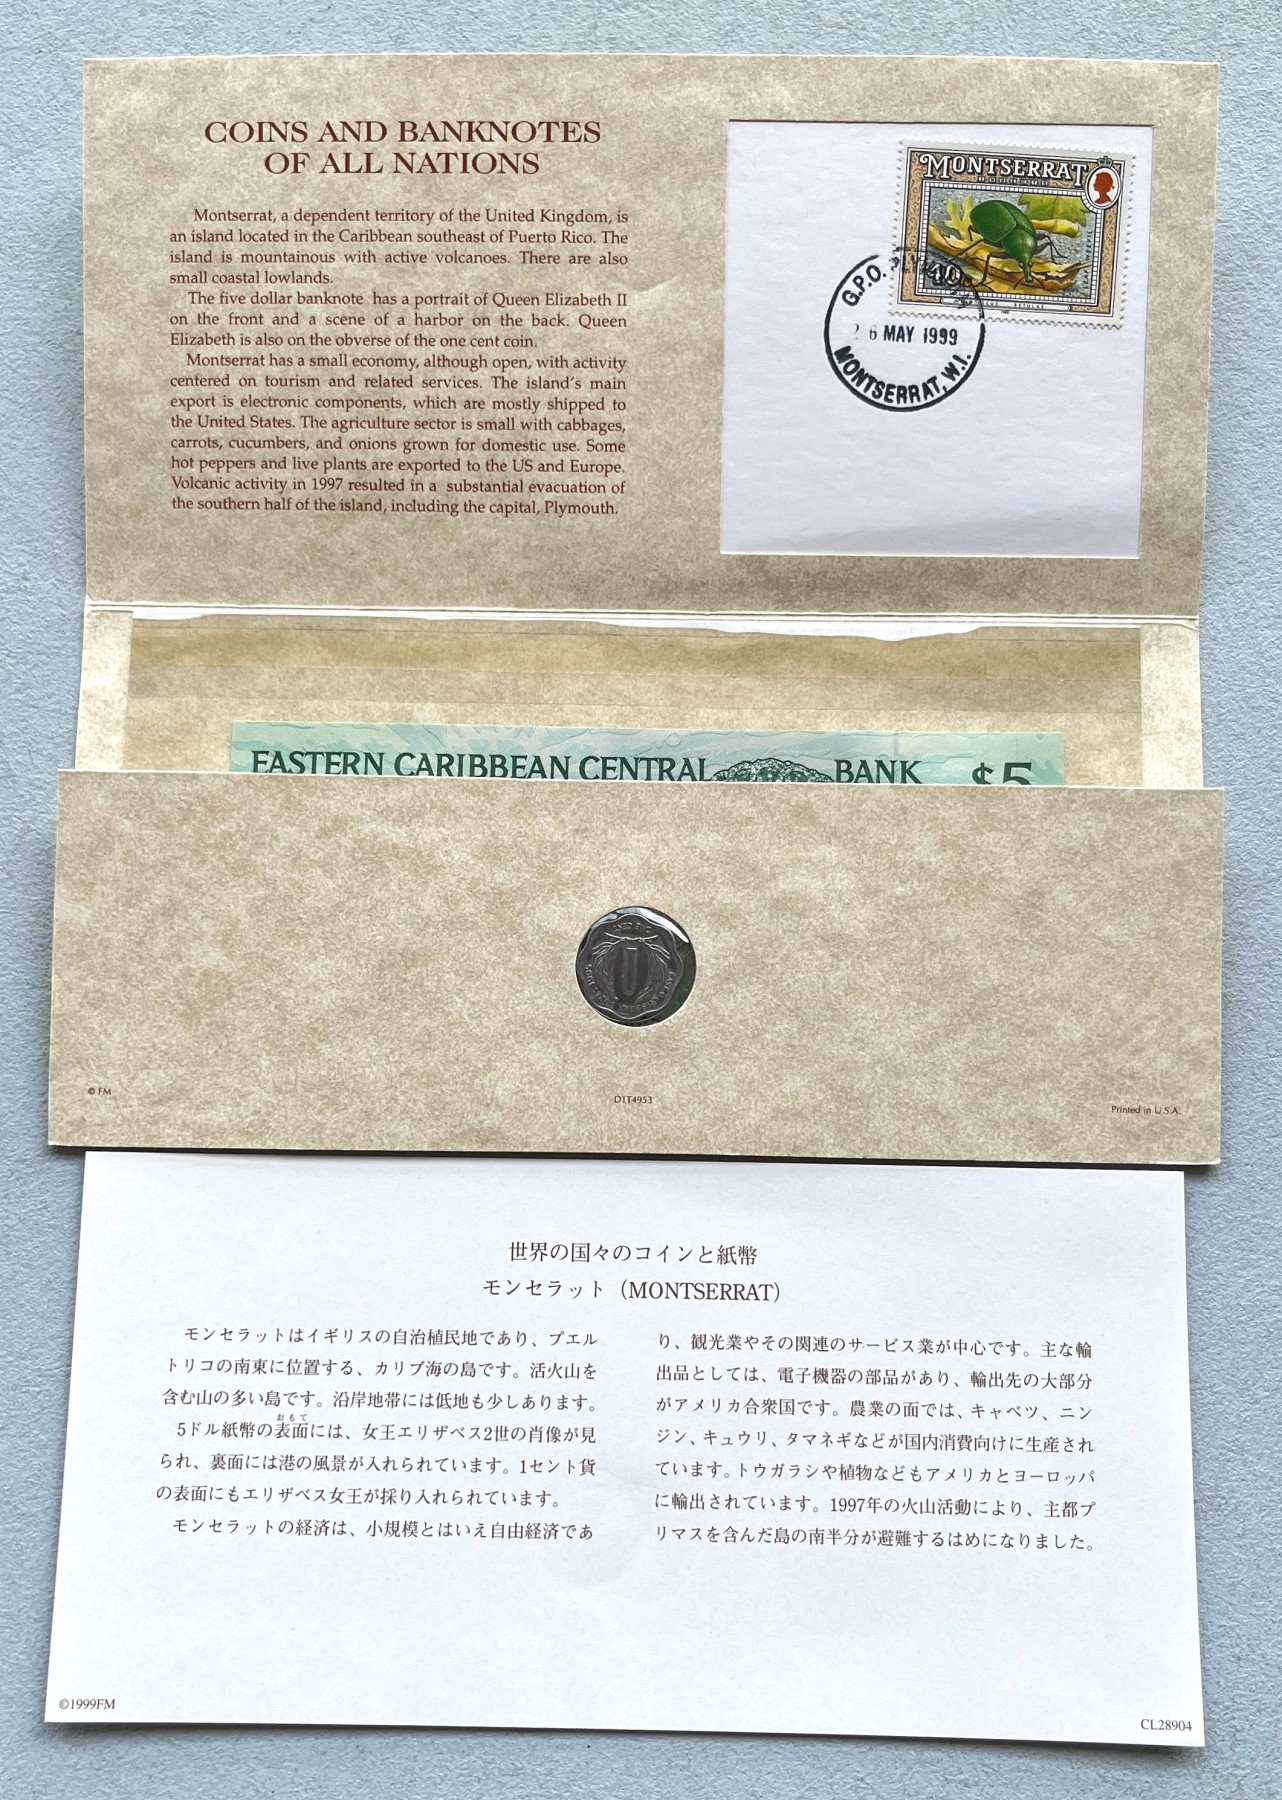 COINS AND BANKNOTES
OF ALL NATIONS
Montserrat, a dependent territory of the United Kingdom, is
an island located in the Caribbean southeast of Puerto Rico. The
island is mountainous with active volcanoes. There are also
small coastal lowlands.
The five dollar banknote has a portrait of Queen Elizabeth II
on the front and a scene of a harbor on the back. Queen
Elizabeth is also on the obverse of the one cent coin.
Montserrat has a small economy, although open, with activity
centered on tourism and related services. The island's main
export is electronic components, which are mostly shipped to
the United States. The agriculture sector is small with cabbages,
carrots, cucumbers, and onions grown for domestic use. Some
hot peppers and live plants are exported to the US and Europe.
Volcanic activity in 1997 resulted in a substantial evacuation of
the southern half of the island, including the capital, Plymouth.
MONTSERRAT
G.P.O.
6 MAY 1999
MONTSERRAT, W.I.
EASTERN CARIBBEAN CENTRAL BANK $5
ONE CENT
© FM
D1T4953
Printed in U.S.A.
世界の国々のコインと紙幣
モンセラット（MONTSERRAT）
モンセラットはイギリスの自治植民地であり、プエル
トリコの南東に位置する、カリブ海の島です。活火山を
含む山の多い島です。沿岸地帯には低地も少しあります。
おもて
5ドル紙幣の表面には、女王エリザベス2世の肖像が見
られ、裏面には港の風景が入れられています。1セント貨
の表面にもエリザベス女王が採り入れられています。
モンセラットの経済は、小規模とはいえ自由経済であ
り、観光業やその関連のサービス業が中心です。主な輸
出品としては、電子機器の部品があり、輸出先の大部分
がアメリカ合衆国です。農業の面では、キャベツ、ニン
ジン、キュウリ、タマネギなどが国内消費向けに生産され
ています。トウガラシや植物などもアメリカとヨーロッパ
に輸出されています。1997年の火山活動により、主都プ
リマスを含んだ島の南半分が避難するはめになりました。
©1999FM
CL28904